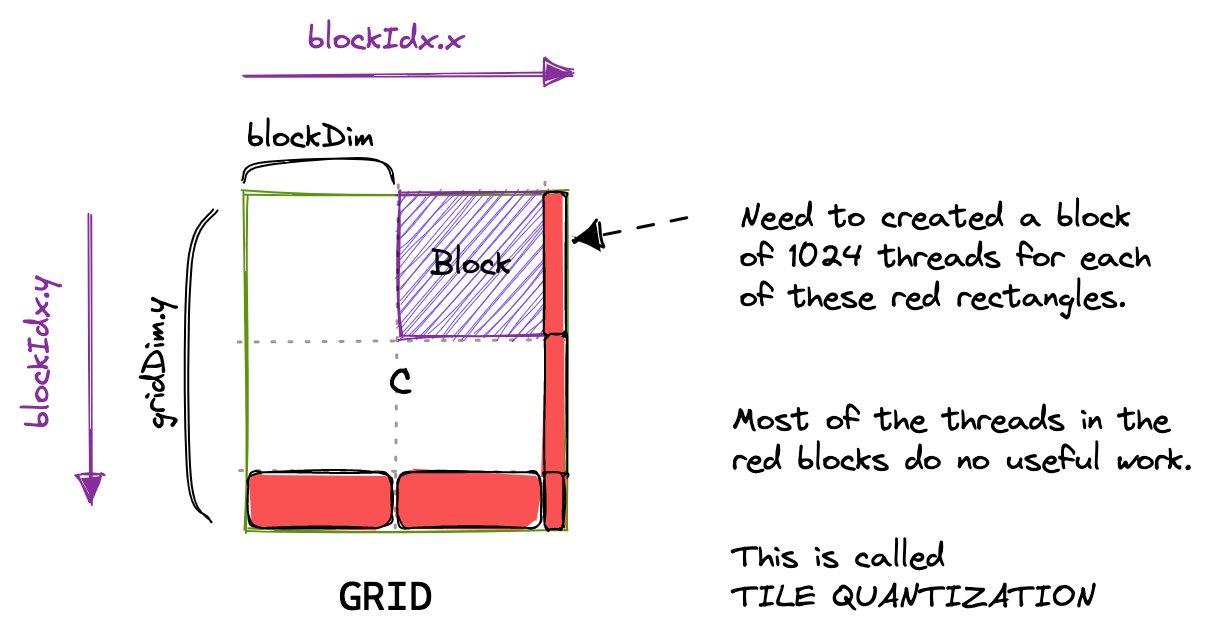 blockIdx.x
blockDim
blockIdx.y
gridDim.y
Block
C
GRID
Need to created a block
of 1024 threads for each
of these red rectangles.
Most of the threads in the
red blocks do no useful work.
This is called
TILE QUANTIZATION